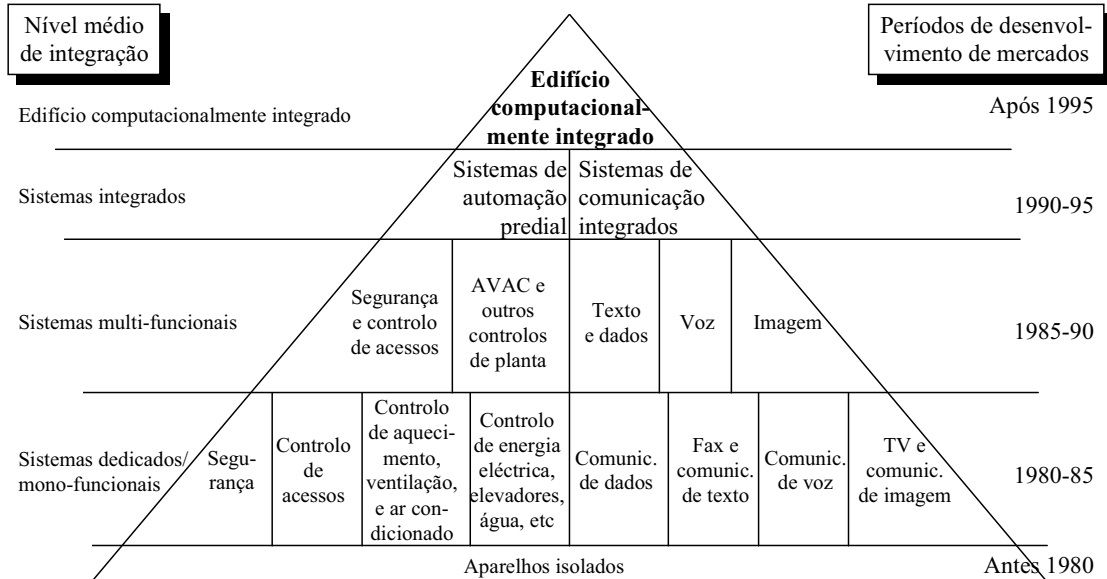 Nível médio
de integração
Períodos de desenvol-
vimento de mercados
Edifício
computacional-
mente integrado
Edifício computacionalmente integrado
Após 1995
Sistemas integrados
Sistemas de
automação
predial
Sistemas de
comunicação
integrados
1990-95
Sistemas multi-funcionais
Segurança
e controlo
de acessos
AVAC e
outros
controlos
de planta
Texto
e dados
Voz
Imagem
1985-90
Sistemas dedicados/
mono-funcionais
Segu-
rança
Controlo
de
acessos
Controlo
de aqueci-
mento,
ventilação,
e ar con-
dicionado
Controlo
de energia
eléctrica,
elevadores,
água, etc
Comunic.
de dados
Fax e
comunic.
de texto
Comunic.
de voz
TV e
comunic.
de imagem
1980-85
Aparelhos isolados
Antes 1980